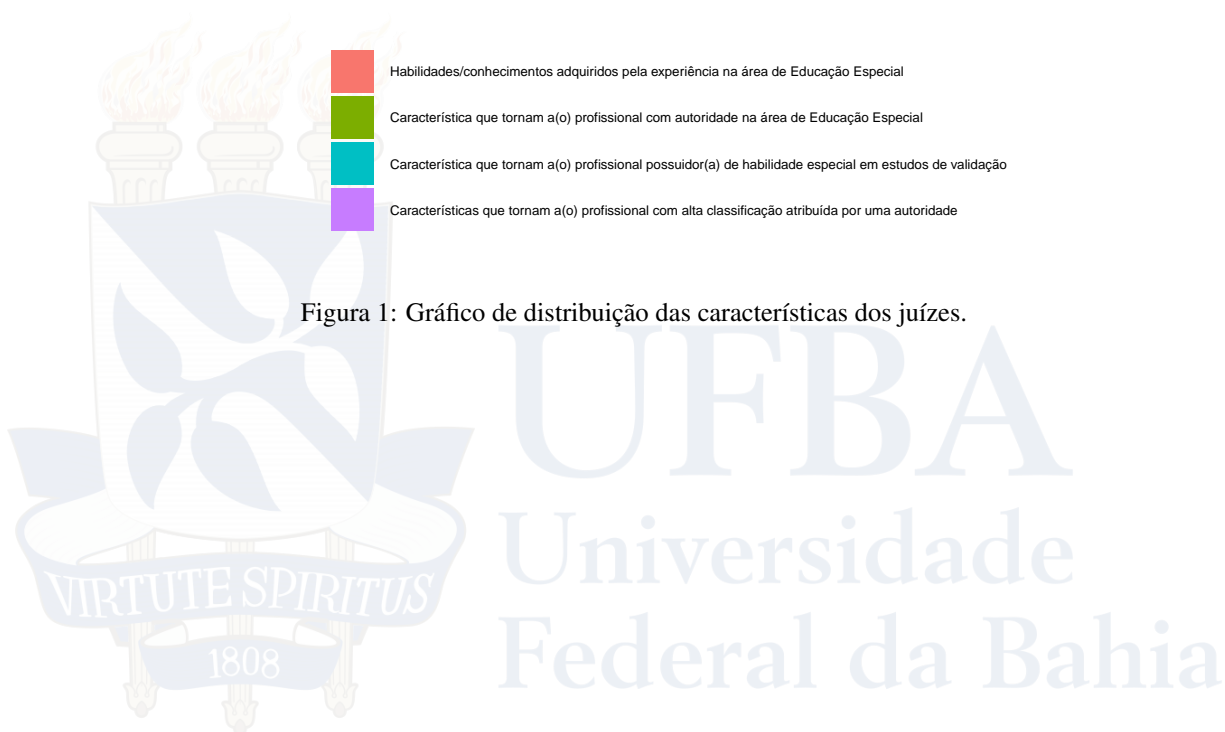 Habilidades/conhecimentos adquiridos pela experiência na área de Educação Especial
Característica que tornam a(o) profissional com autoridade na área de Educação Especial
Característica que tornam a(o) profissional possuidor(a) de habilidade especial em estudos de validação
Características que tornam a(o) profissional com alta classificação atribuída por uma autoridade
Figura 1: Gráfico de distribuição das características dos juízes.
UFBA
Universidade
Federal da Bahia
VIRTUTE SPIRITUS
1808